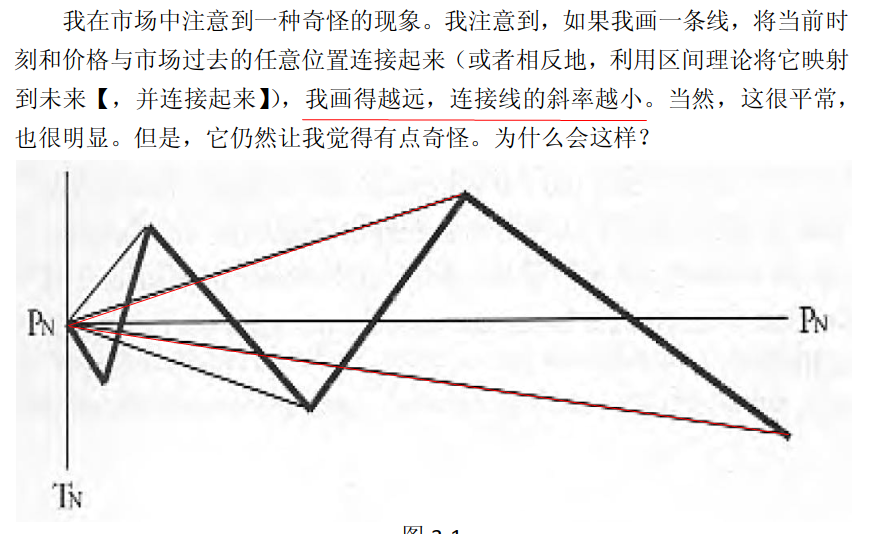 我在市场中注意到一种奇怪的现象。我注意到，如果我画一条线，将当前时
刻和价格与市场过去的任意位置连接起来（或者相反地，利用区间理论将它映射
到未来【，并连接起来】），我画得越远，连接线的斜率越小。当然，这很平常，
也很明显。但是，它仍然让我觉得有点奇怪。为什么会这样？
PN
PN
TN